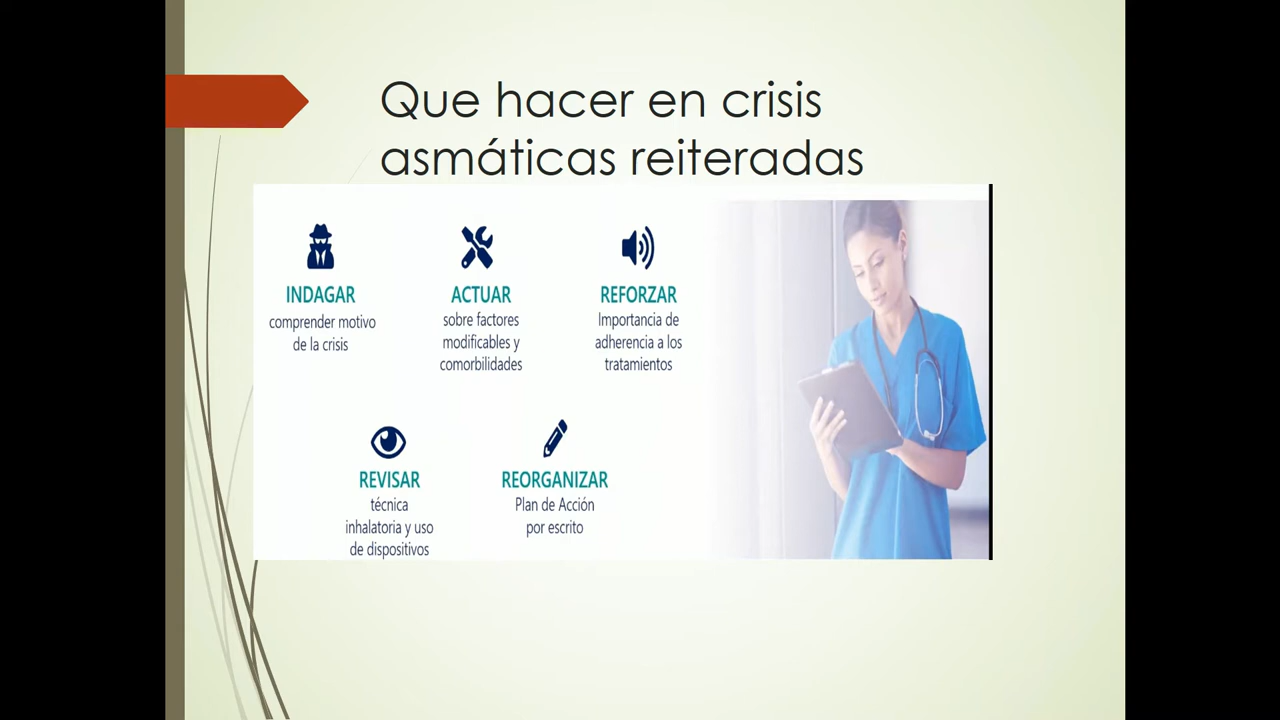 Que hacer en crisis
asmáticas reiteradas
INDAGAR
comprender motivo
de la crisis
ACTUAR
sobre factores
modificables y
comorbilidades
REFORZAR
Importancia de
adherencia a los
tratamientos
REVISAR
técnica
inhalatoria y uso
de dispositivos
REORGANIZAR
Plan de Acción
por escrito